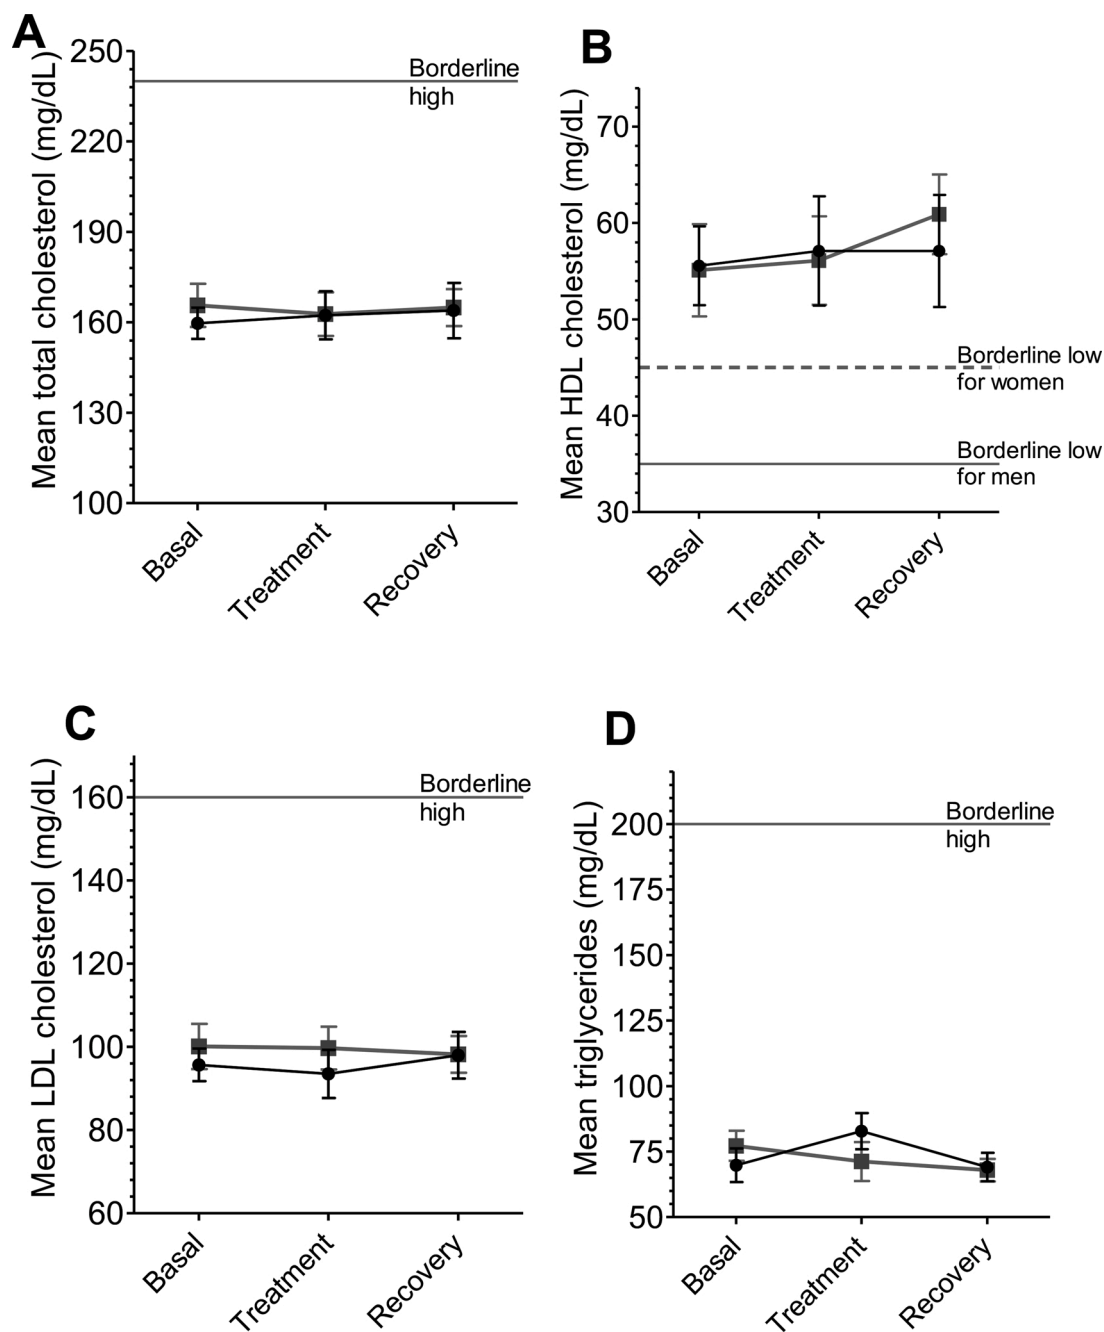 A
Mean total cholesterol (mg/dL)
250
220
190
160
130
100
Borderline
high
Basal
Treatment
Recovery
B
Mean HDL cholesterol (mg/dL)
70
60
50
40
30
Borderline low
for women
Borderline low
for men
Basal
Treatment
Recovery
C
Mean LDL cholesterol (mg/dL)
160
140
120
100
80
60
Borderline
high
Basal
Treatment
Recovery
D
Mean triglycerides (mg/dL)
200
175
150
125
100
75
50
Borderline
high
Basal
Treatment
Recovery